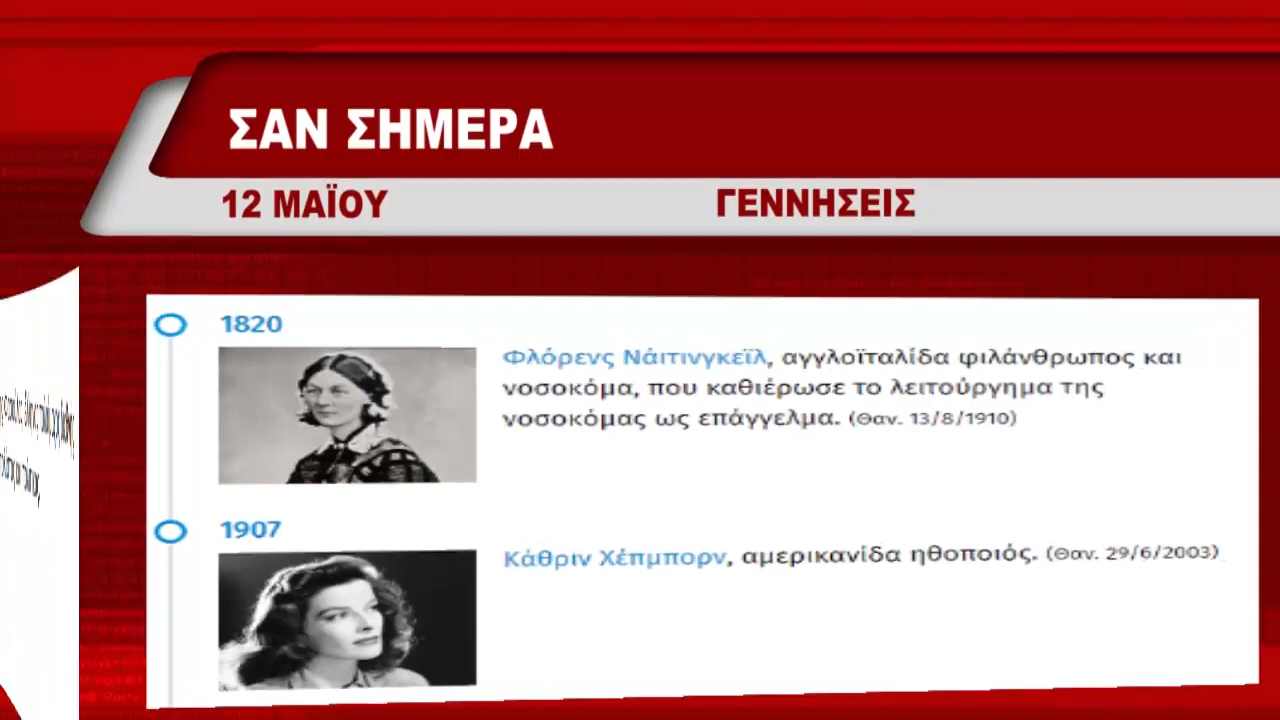 ΣΑΝ ΣΗΜΕΡΑ
12 ΜΑΪΟΥ ΓΕΝΝΗΣΕΙΣ
1820
Φλόρενς Νάιτινγκεϊλ, αγγλοϊταλίδα φιλάνθρωπος και
νοσοκόμα, που καθιέρωσε το λειτούργημα της
νοσοκόμας ως επάγγελμα. (Θαν. 13/8/1910)
1907
Κάθριν Χέπμπορν, αμερικανίδα ηθοποιός. (Θαν. 29/6/2003)